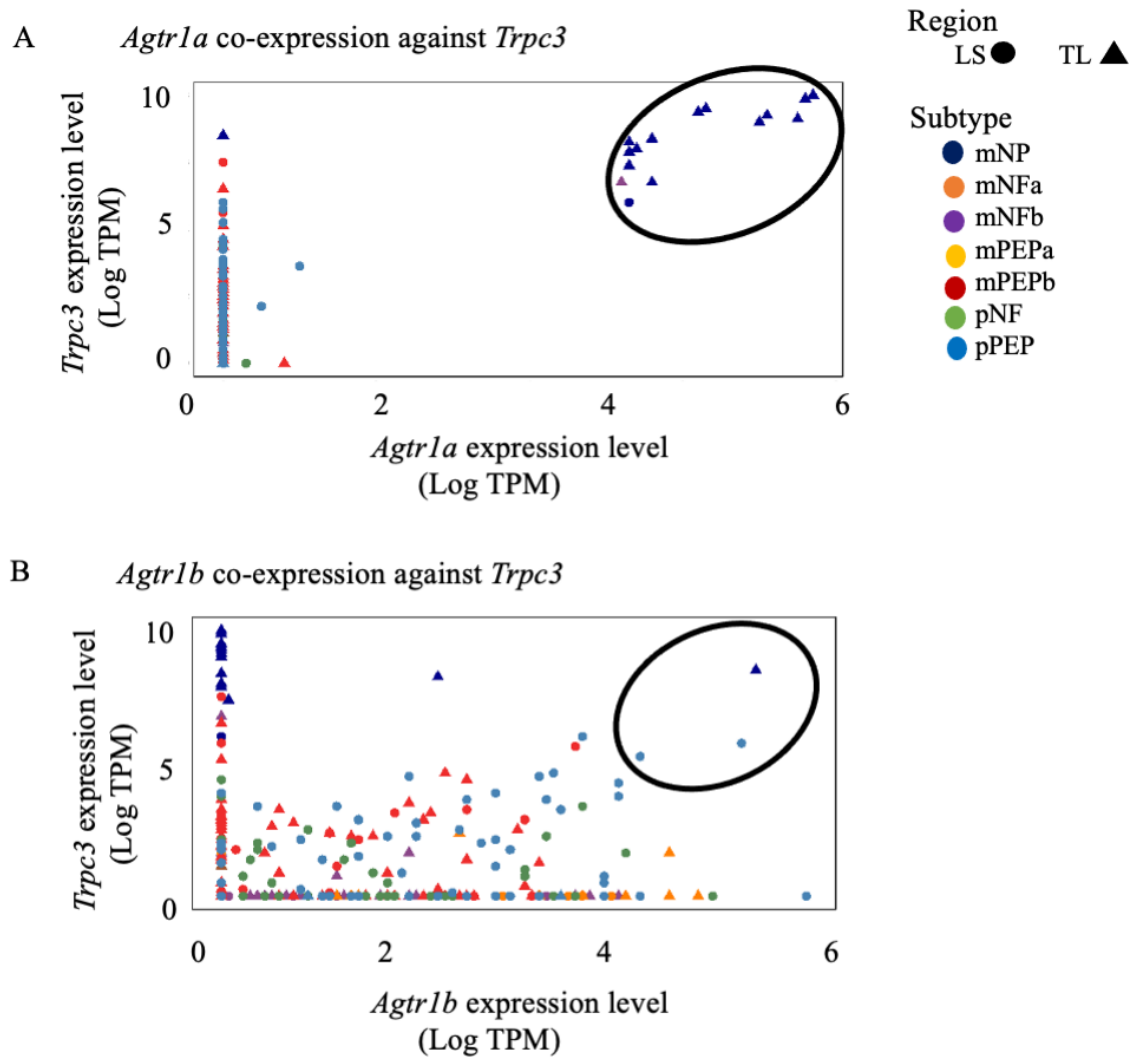 A
Agtr1a co-expression against Trpc3
Region
LS TL
Subtype
mNP
mNFa
mNFb
mPEPa
mPEPb
pNF
pPEP
Trpc3 expression level
(Log TPM)
10
5
0
0 2 4 6
Agtr1a expression level
(Log TPM)
B
Agtr1b co-expression against Trpc3
Trpc3 expression level
(Log TPM)
10
5
0
0 2 4 6
Agtr1b expression level
(Log TPM)